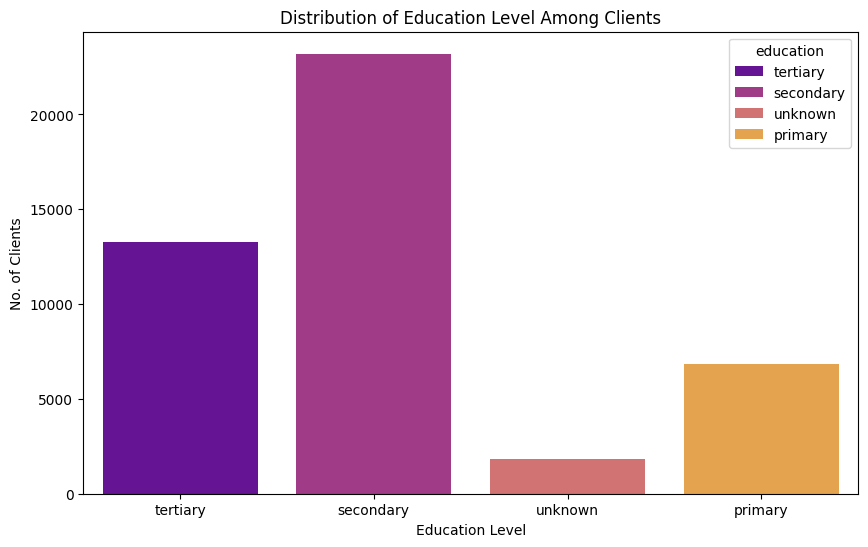 Distribution of Education Level Among Clients
education
tertiary
secondary
unknown
primary
No. of Clients
20000
15000
10000
5000
0
tertiary secondary unknown primary
Education Level